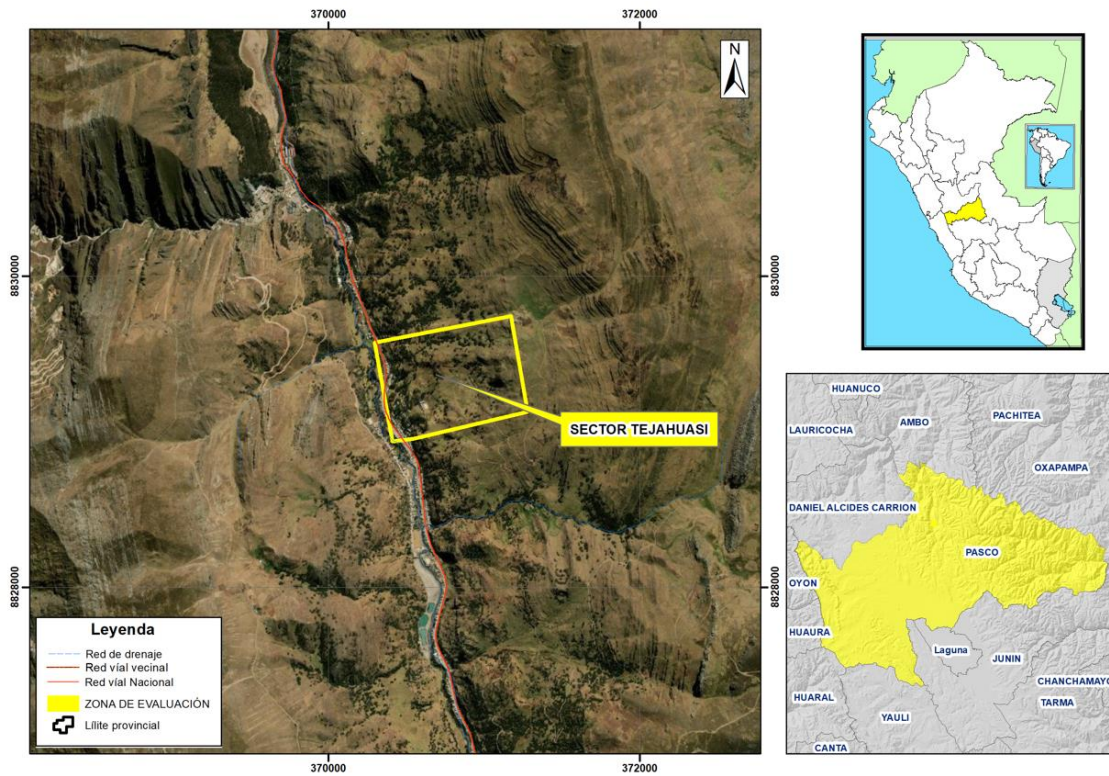 370000
372000
N
8830000
8830000
SECTOR TEJAHUASI
8828000
8828000
Leyenda
Red de drenaje
Red víal vecinal
Red víal Nacional
ZONA DE EVALUACIÓN
Lílite provincial
370000
372000
HUANUCO
PACHITEA
AMBO
LAURICOCHA
OXAPAMPA
DANIEL ALCIDES CARRION
PASCO
OYON
HUAURA
Laguna
JUNIN
CHANCHAMAYO
HUARAL
TARMA
YAULI
CANTA